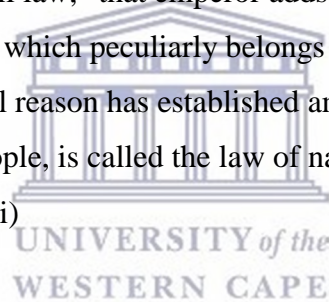 law," that emperor adds
which peculiarly belongs
l reason has established an
ople, is called the law of na
i)
UNIVERSITY of the
WESTERN CAPE